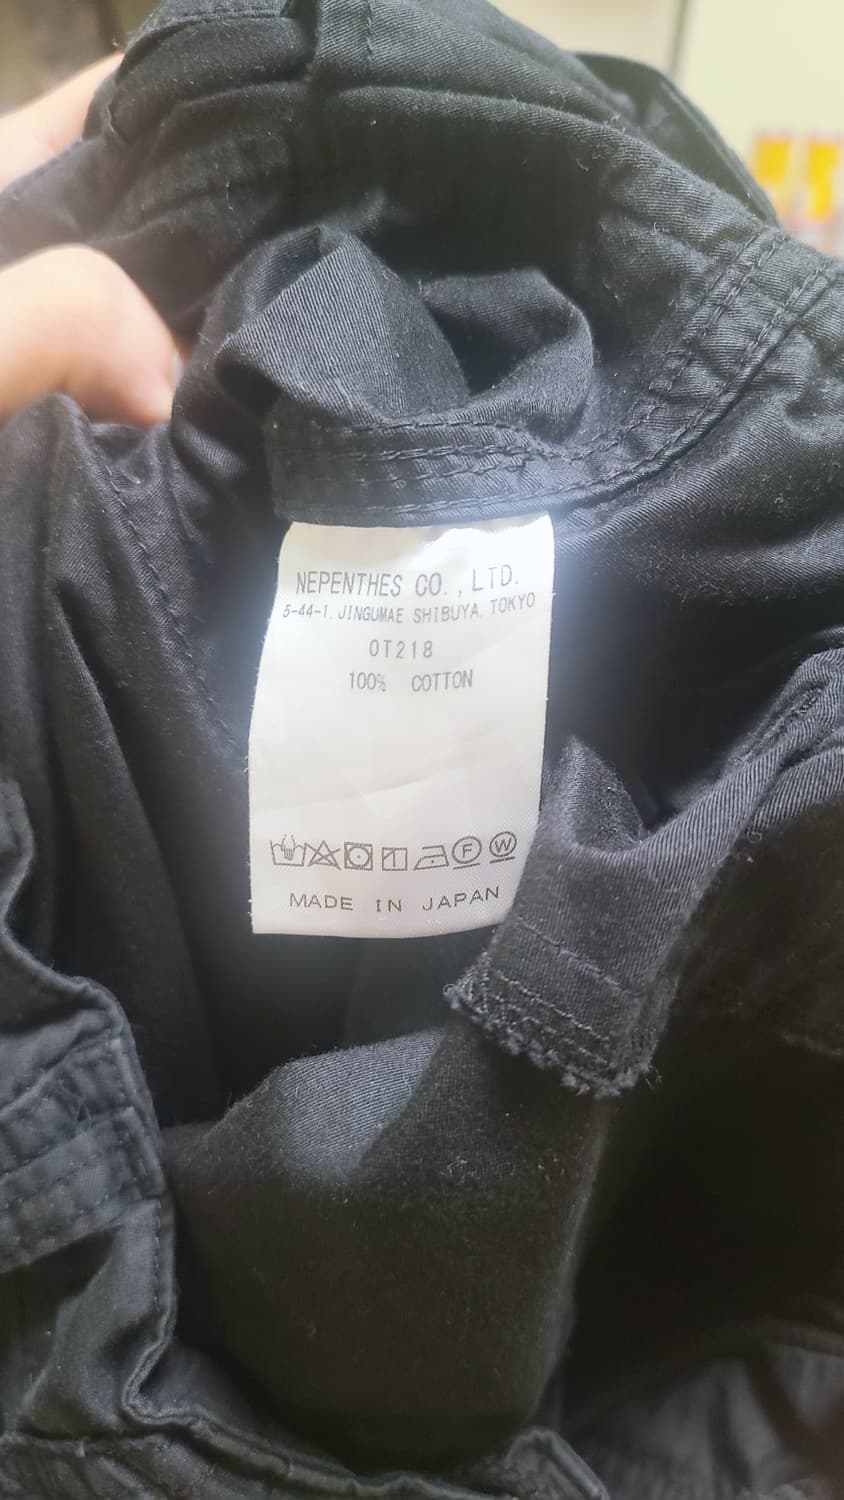 NEPENTHES CO.,LTD.
5-44-1. JINGUMAE SHIBUYA, TOKYO
OT218
100% COTTON
F W
MADE IN JAPAN